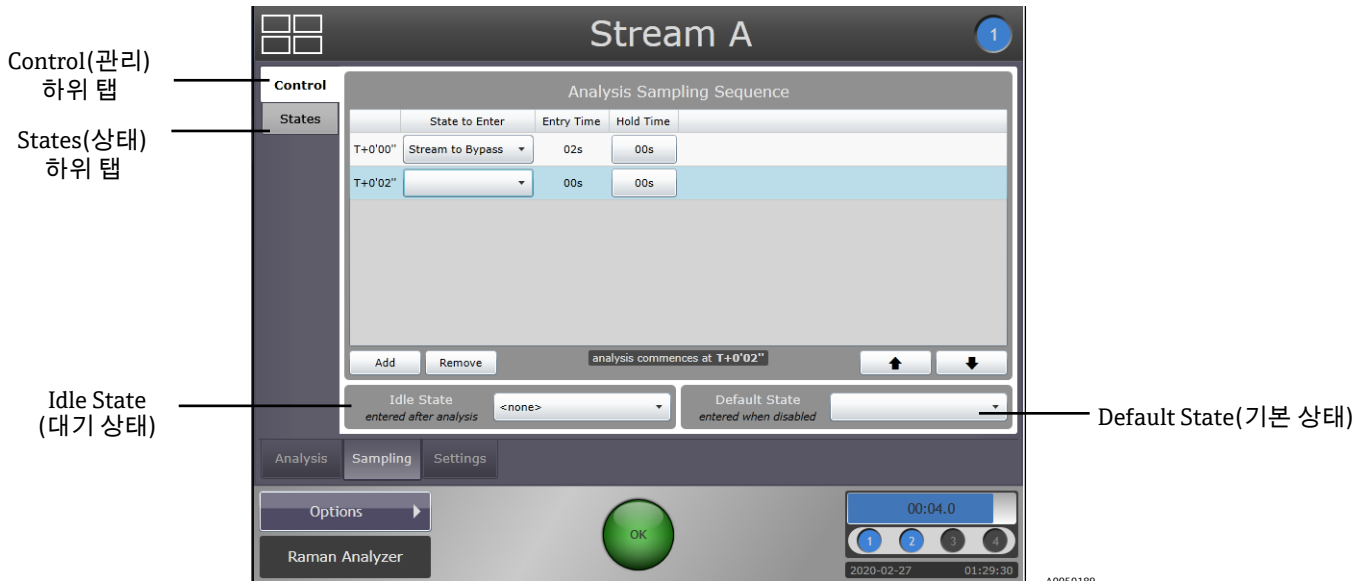 Stream A
1
Control(관리)
하위 탭
States(상태)
하위 탭
Control
States
Analysis Sampling Sequence
State to Enter Entry Time Hold Time
T+0'00" Stream to Bypass 02s 00s
T+0'02" 00s 00s
Add Remove analysis commences at T+0'02"
Idle State
(대기 상태)
Idle State
entered after analysis
<none>
Default State
entered when disabled
Default State(기본 상태)
Analysis Sampling Settings
Options
OK
00:04.0
1 2 3 4
Raman Analyzer
2020-02-27 01:29:30
A0050189